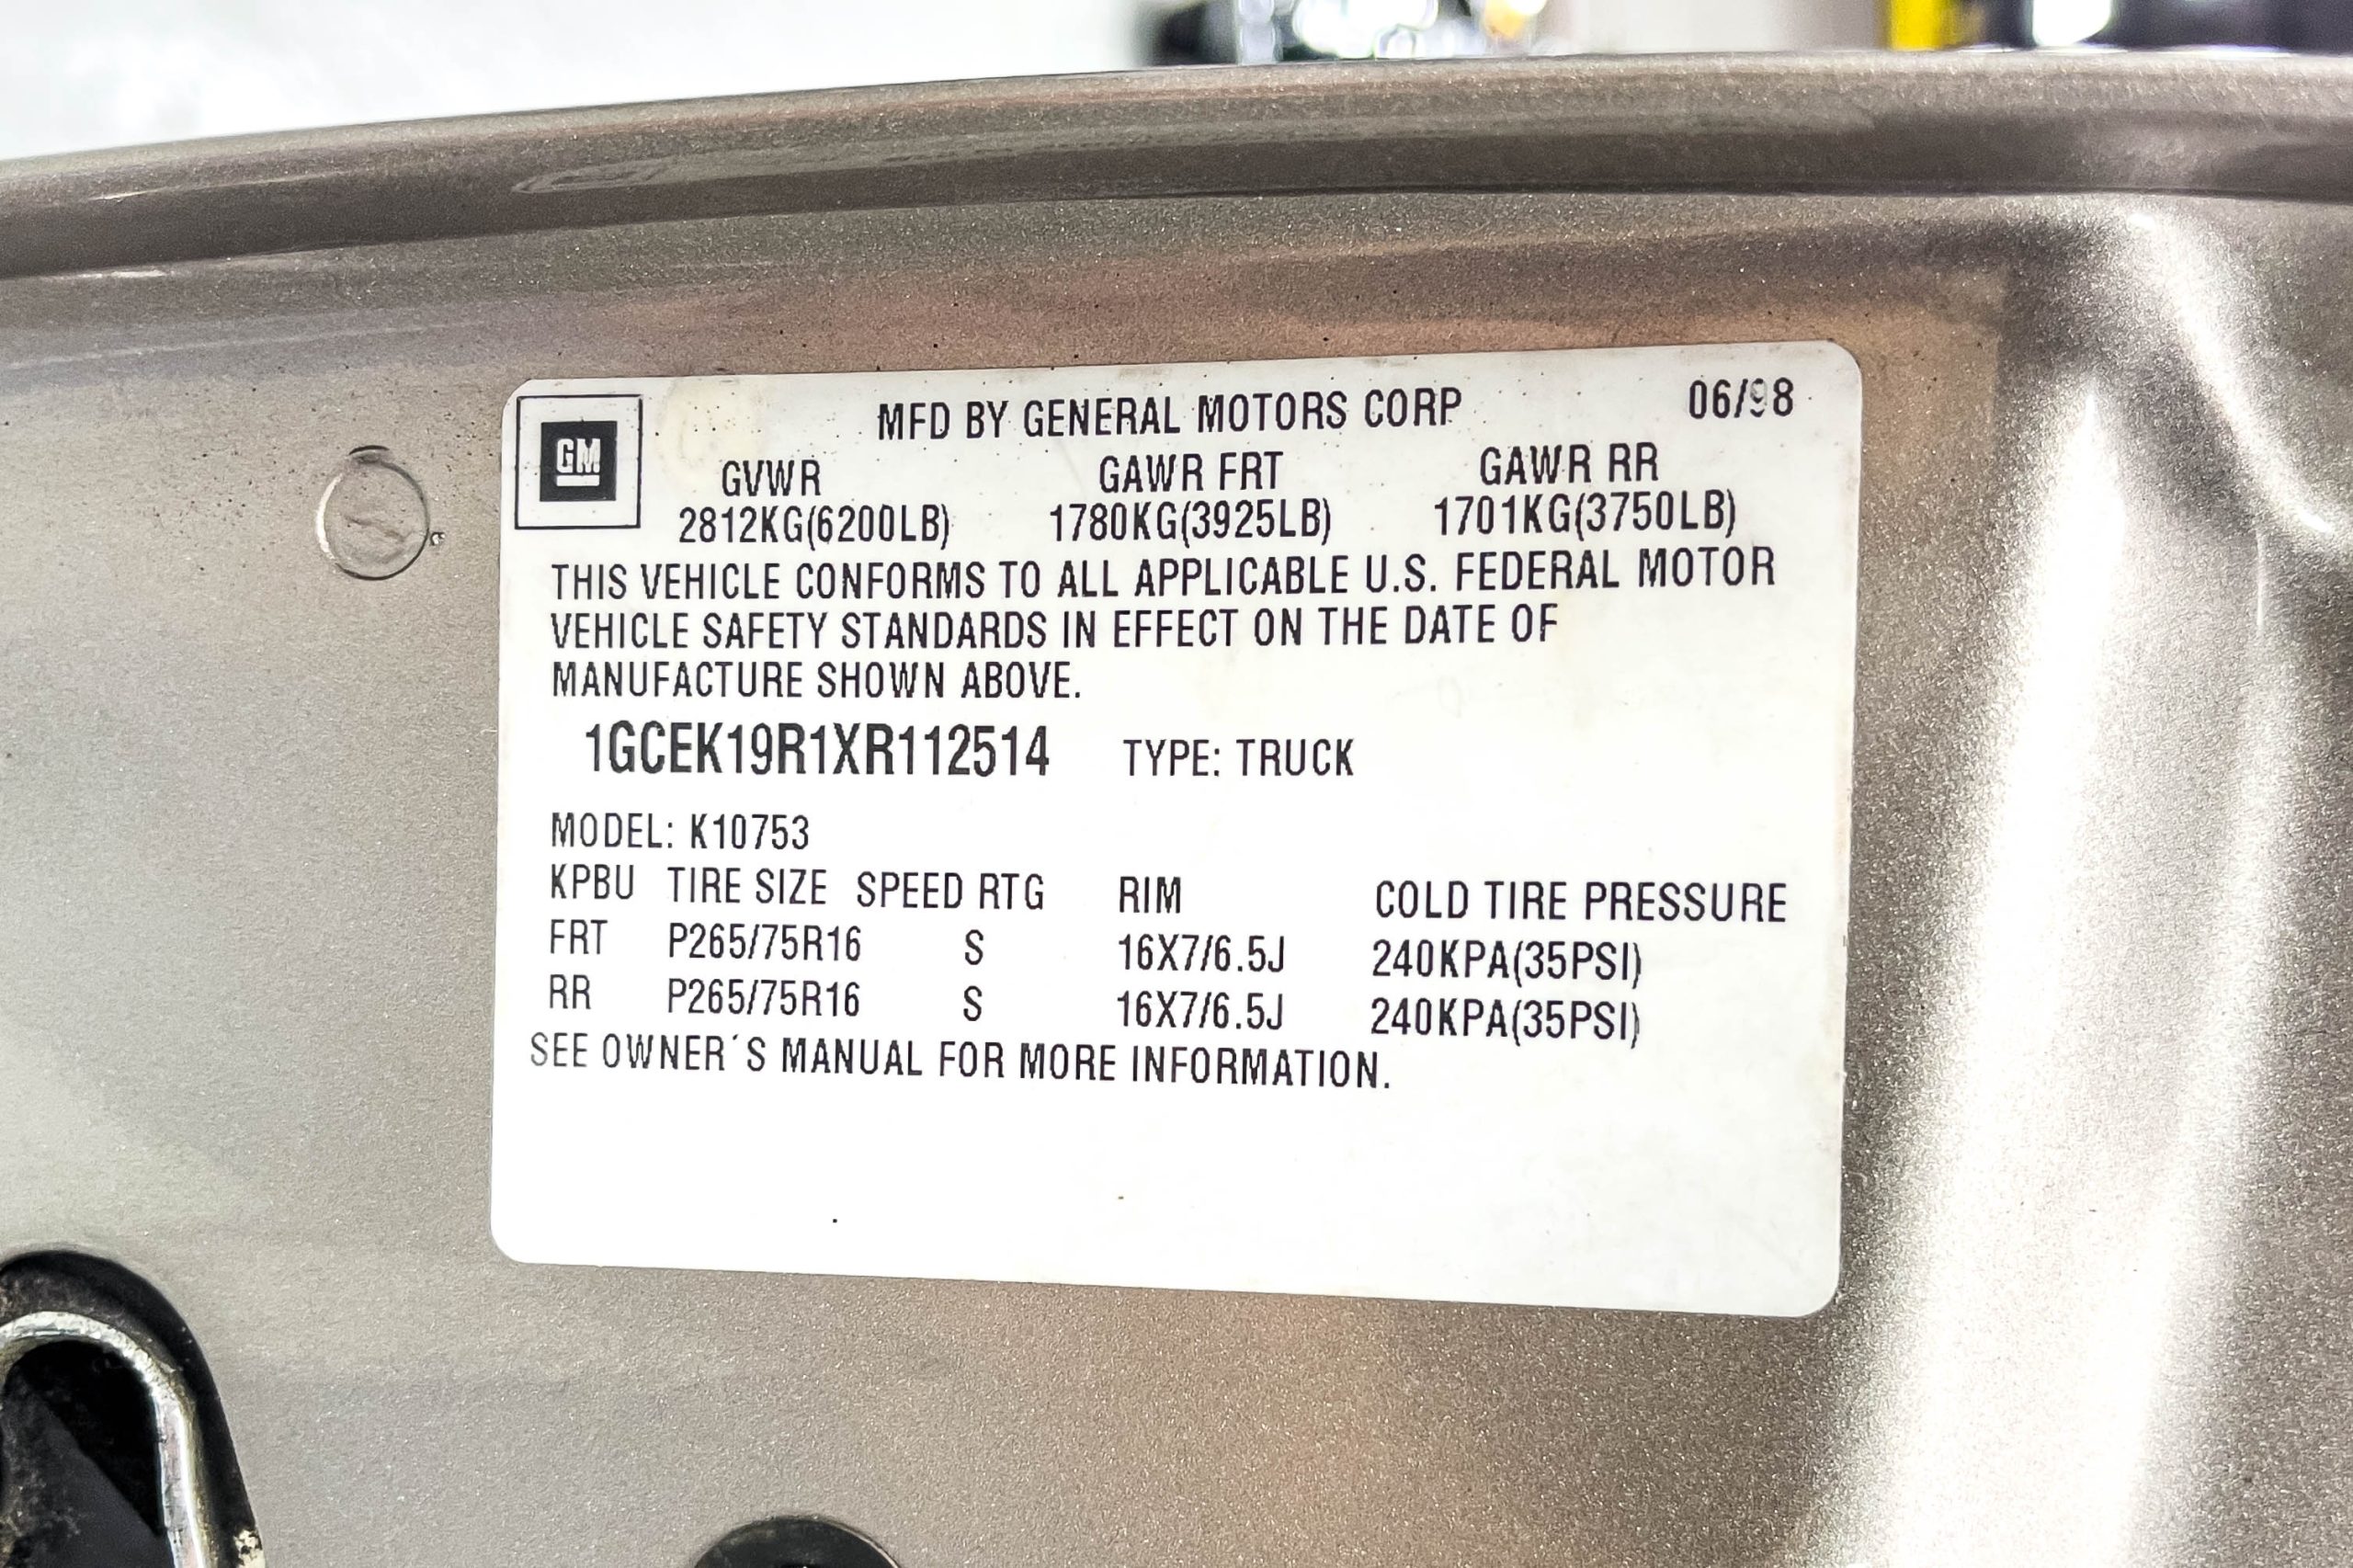 MFD BY GENERAL MOTORS CORP 06/98
GM
GVWR GAWR FRT GAWR RR
2812KG(6200LB) 1780KG(3925LB) 1701KG(3750LB)
THIS VEHICLE CONFORMS TO ALL APPLICABLE U.S. FEDERAL MOTOR
VEHICLE SAFETY STANDARDS IN EFFECT ON THE DATE OF
MANUFACTURE SHOWN ABOVE.
1GCEK19R1XR112514 TYPE: TRUCK
MODEL: K10753
KPBU TIRE SIZE SPEED RTG RIM COLD TIRE PRESSURE
FRT P265/75R16 S 16X7/6.5J 240KPA(35PSI)
RR P265/75R16 S 16X7/6.5J 240KPA(35PSI)
SEE OWNER´S MANUAL FOR MORE INFORMATION.